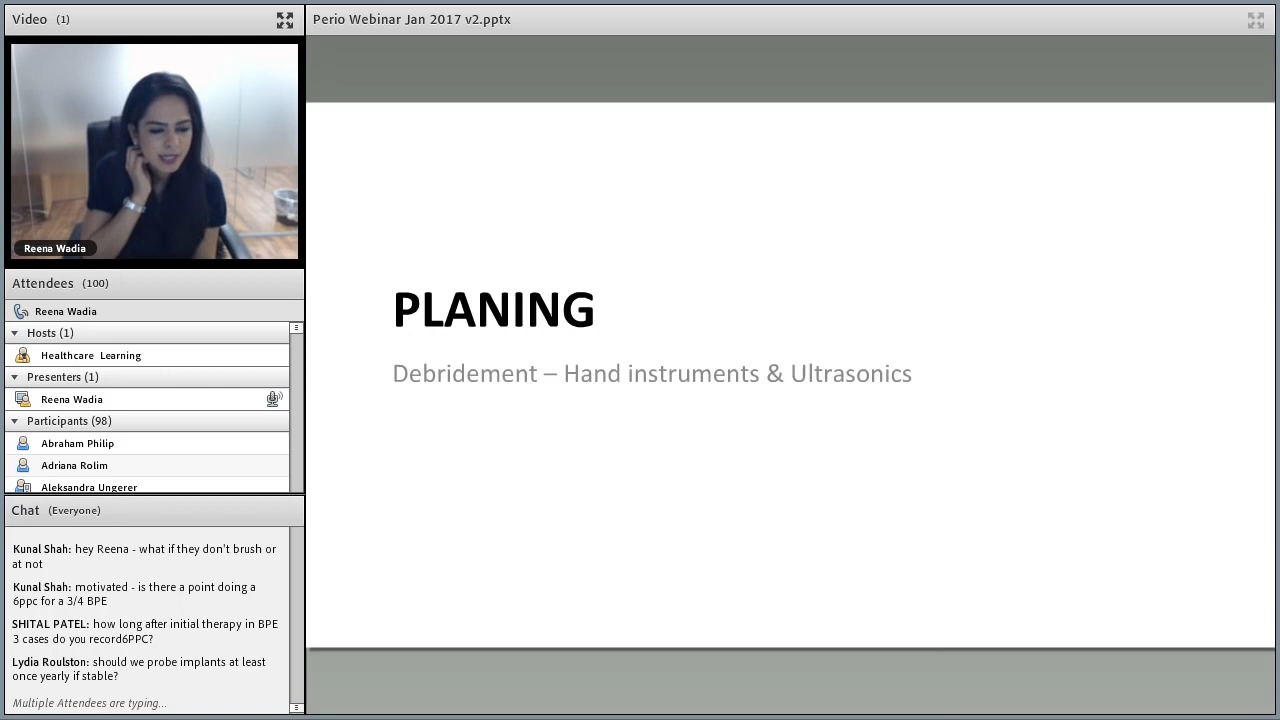 Video (1)
Reena Wadia
Attendees (100)
Reena Wadia
Hosts (1)
Healthcare Learning
Presenters (1)
Reena Wadia
Participants (98)
Abraham Philip
Adriana Rolim
Aleksandra Ungerer
Chat (Everyone)
Kunal Shah: hey Reena - what if they don't brush or
at not
Kunal Shah: motivated - is there a point doing a
6ppc for a 3/4 BPE
SHITAL PATEL: how long after initial therapy in BPE
3 cases do you record6PPC?
Lydia Roulston: should we probe implants at least
once yearly if stable?
Multiple Attendees are typing...
Perio Webinar Jan 2017 v2.pptx
PLANING
Debridement – Hand instruments & Ultrasonics